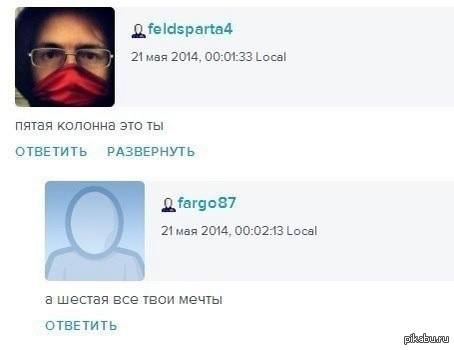 feldsparta4
21 мая 2014, 00:01:33 Local
пятая колонна это ты
ОТВЕТИТЬ РАЗВЕРНУТЬ
fargo87
21 мая 2014, 00:02:13 Local
а шестая все твои мечты
ОТВЕТИТЬ
pikabu.ru